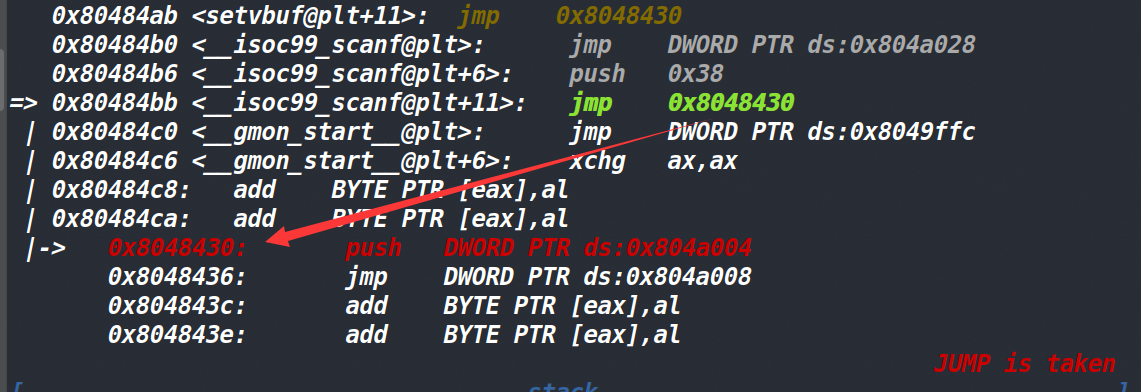 0x80484ab <setvbuf@plt+11>: jmp 0x8048430
0x80484b0 <__isoc99_scanf@plt>: jmp DWORD PTR ds:0x804a028
0x80484b6 <__isoc99_scanf@plt+6>: push 0x38
=> 0x80484bb <__isoc99_scanf@plt+11>: jmp 0x8048430
| 0x80484c0 <__gmon_start__@plt>: jmp DWORD PTR ds:0x8049ffc
| 0x80484c6 <__gmon_start__@plt+6>: xchg ax,ax
| 0x80484c8: add BYTE PTR [eax],al
| 0x80484ca: add BYTE PTR [eax],al
|-> 0x8048430: push DWORD PTR ds:0x804a004
0x8048436: jmp DWORD PTR ds:0x804a008
0x804843c: add BYTE PTR [eax],al
0x804843e: add BYTE PTR [eax],al
JUMP is taken
[ stack ]